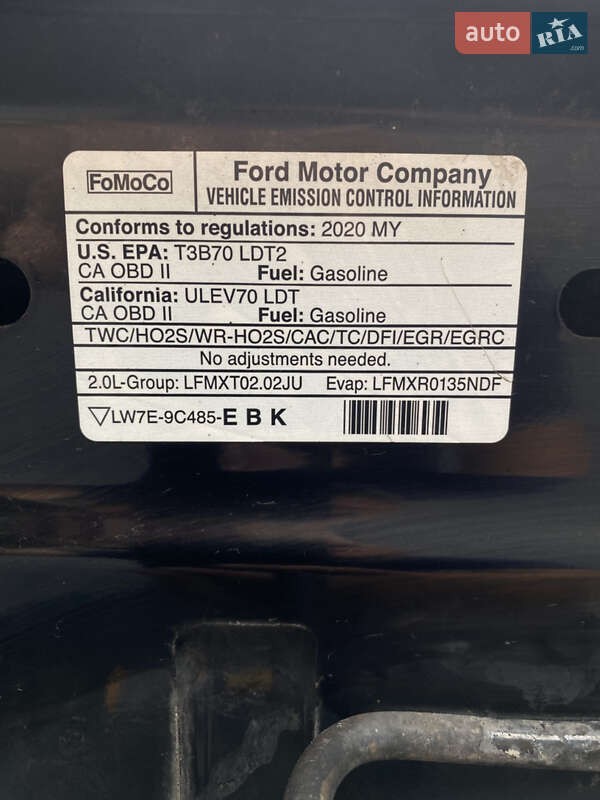 auto RIA .com
FoMoCo
Ford Motor Company
VEHICLE EMISSION CONTROL INFORMATION
Conforms to regulations: 2020 MY
U.S. EPA: T3B70 LDT2
CA OBD II Fuel: Gasoline
California: ULEV70 LDT
CA OBD II Fuel: Gasoline
TWC/HO2S/WR-HO2S/CAC/TC/DFI/EGR/EGRC
No adjustments needed.
2.0L-Group: LFMXT02.02JU Evap: LFMXR0135NDF
LW7E-9C485-E B K